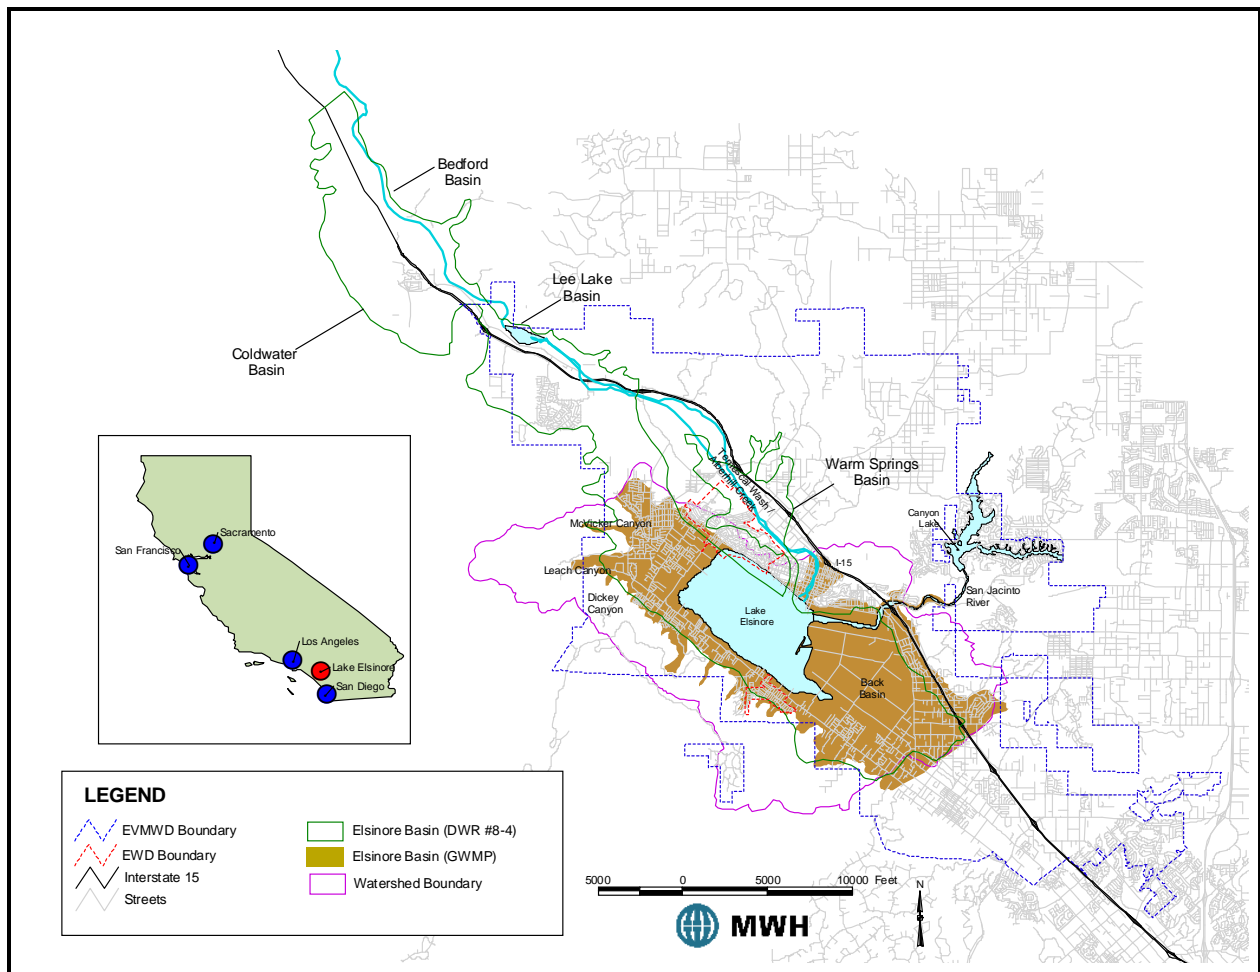 Bedford
Basin
Lee Lake
Basin
Coldwater
Basin
Temescal Wash /
Alberhill Creek
Warm Springs
Basin
Canyon
Lake
McVicker Canyon
I-15
Leach Canyon
San Jacinto
River
Dickey
Canyon
Lake
Elsinore
Back
Basin
Sacramento
San Francisco
Los Angeles
Lake Elsinore
San Diego
LEGEND
EVMWD Boundary
EWD Boundary
Interstate 15
Streets
Elsinore Basin (DWR #8-4)
Elsinore Basin (GWMP)
Watershed Boundary
5000 0 5000 10000 Feet
N
MWH